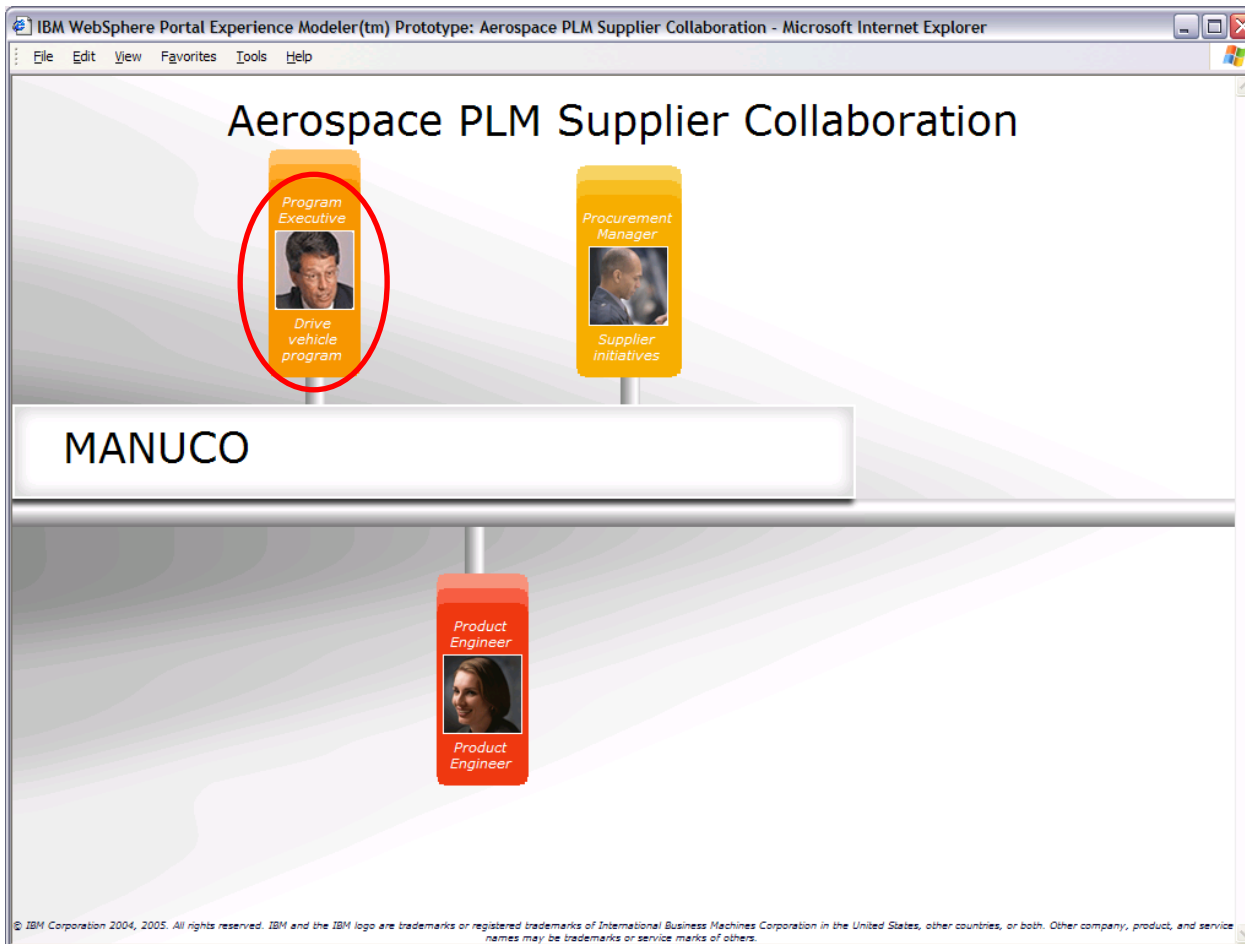 IBM WebSphere Portal Experience Modeler(tm) Prototype: Aerospace PLM Supplier Collaboration - Microsoft Internet Explorer
File Edit View Favorites Tools Help
Aerospace PLM Supplier Collaboration
Program
Executive
Drive
vehicle
program
Procurement
Manager
Supplier
initiatives
MANUCO
Product
Engineer
Product
Engineer
© IBM Corporation 2004, 2005. All rights reserved. IBM and the IBM logo are trademarks or registered trademarks of International Business Machines Corporation in the United States, other countries, or both. Other company, product, and service
names may be trademarks or service marks of others.